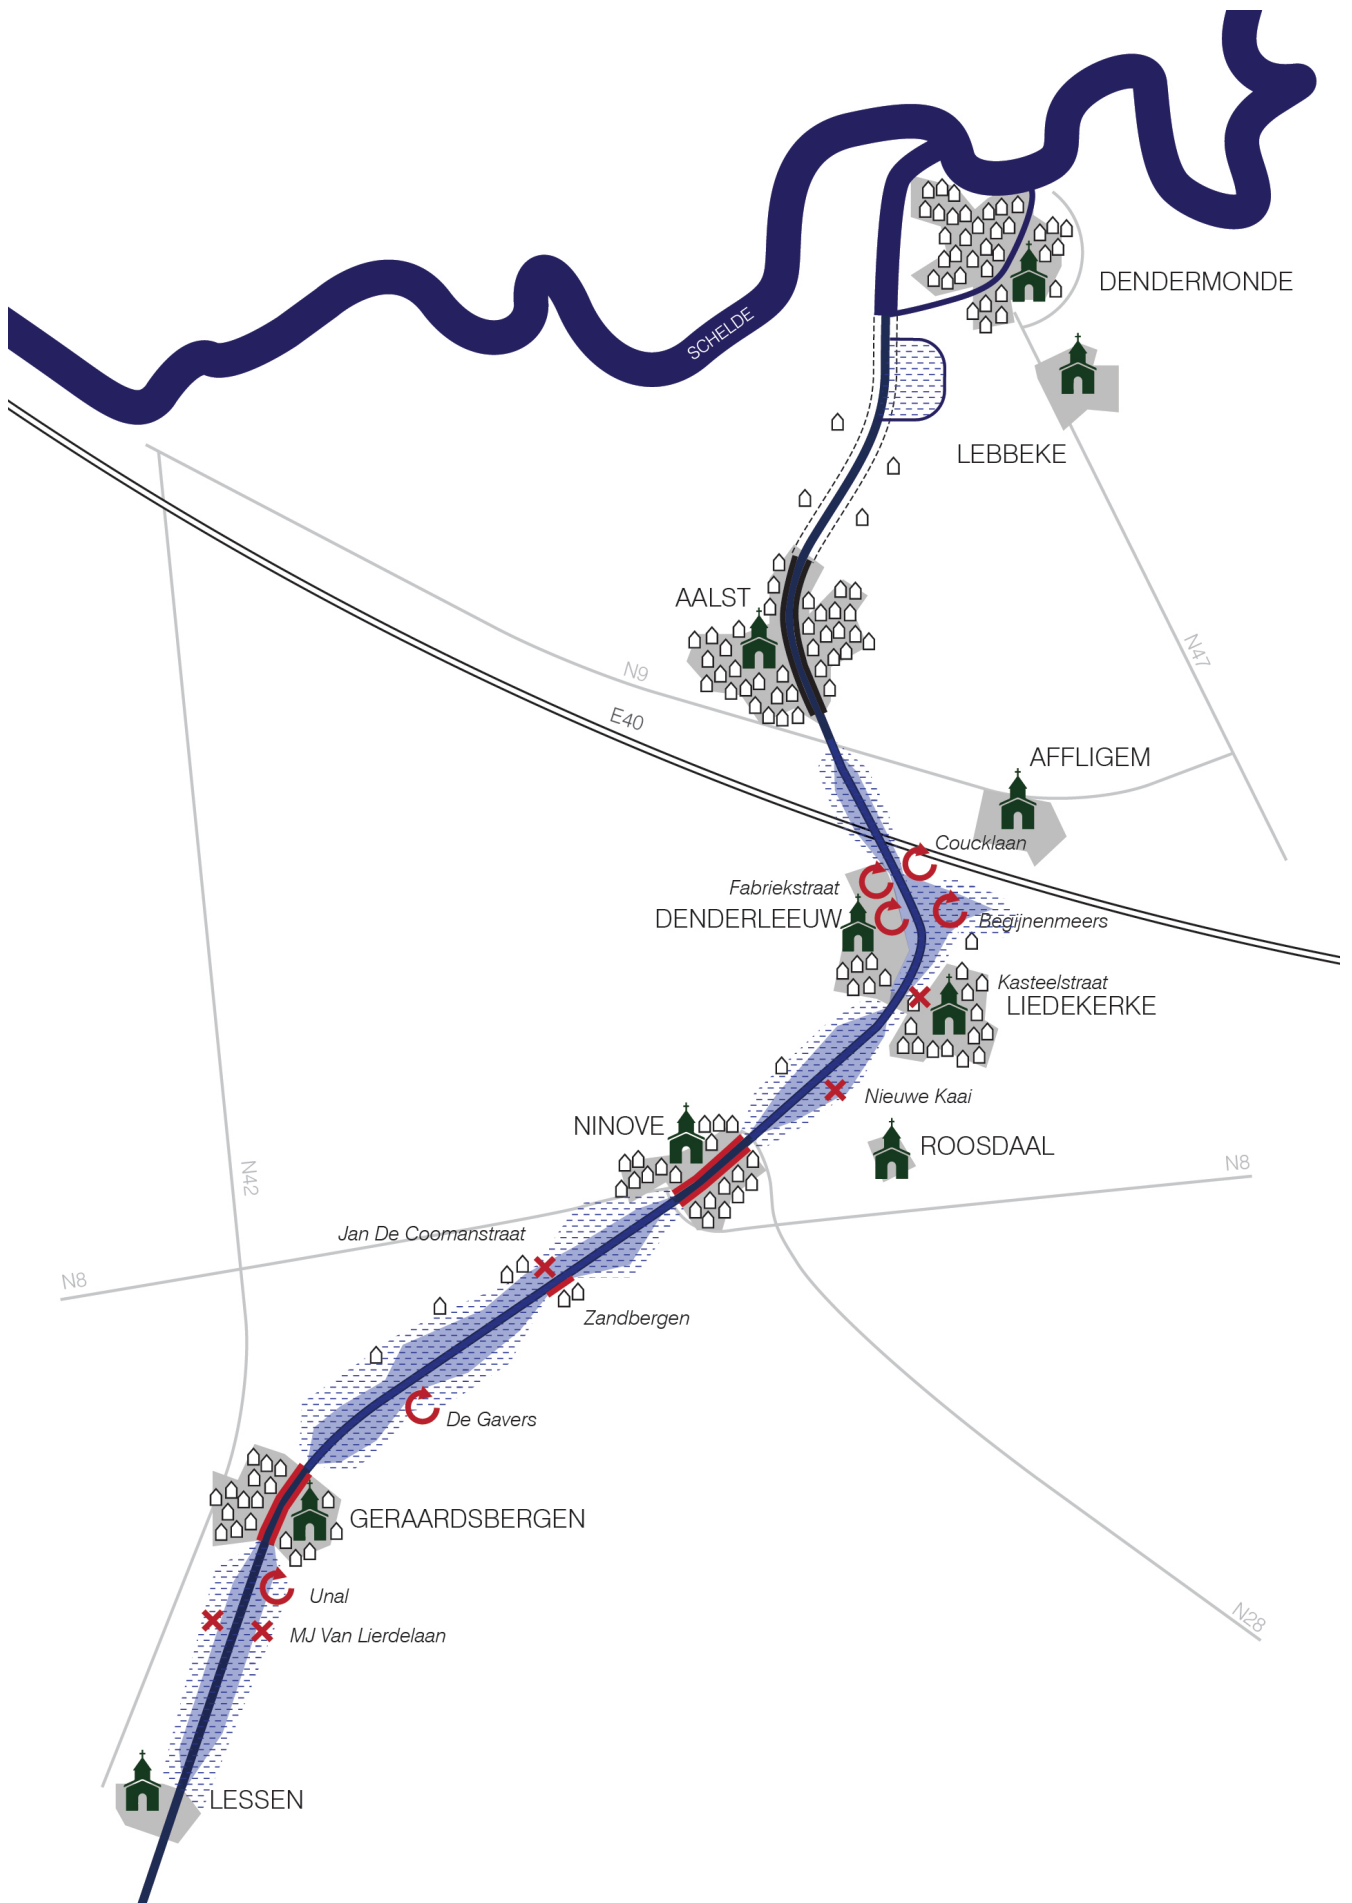 DENDERMONDE
SCHELDE
LEBBEKE
AALST
N47
N9
E40
AFFLIGEM
Coucklaan
Fabriekstraat
DENDERLEEUW
Begijnenmeers
Kasteelstraat
LIEDEKERKE
Nieuwe Kaai
NINOVE
ROOSDAAL
N8
N42
Jan De Coomanstraat
N8
Zandbergen
De Gavers
GERAARDSBERGEN
Unal
N28
MJ Van Lierdelaan
LESSEN